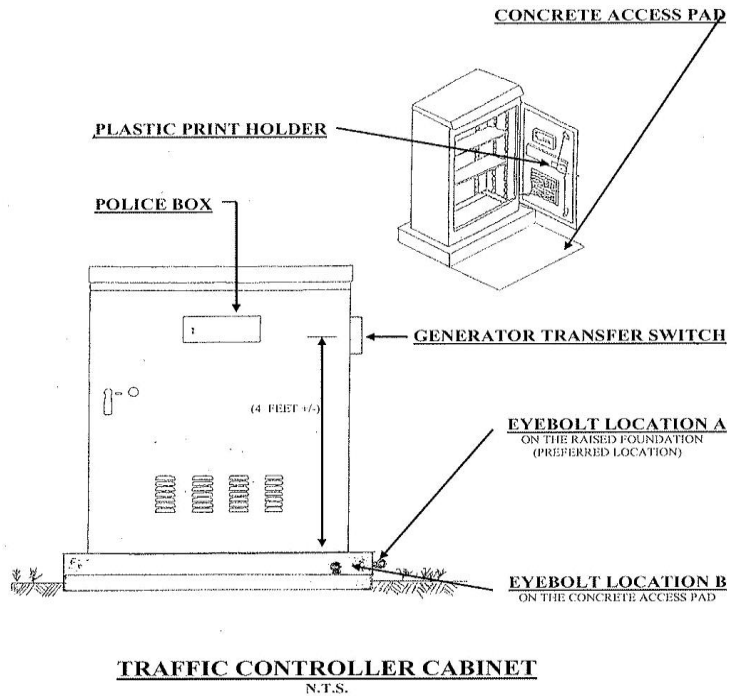 CONCRETE ACCESS PAD
PLASTIC PRINT HOLDER
POLICE BOX
GENERATOR TRANSFER SWITCH
(4 FEET +/-)
EYEBOLT LOCATION A
ON THE RAISED FOUNDATION
(PREFERRED LOCATION)
EYEBOLT LOCATION B
ON THE CONCRETE ACCESS PAD
TRAFFIC CONTROLLER CABINET
N.T.S.